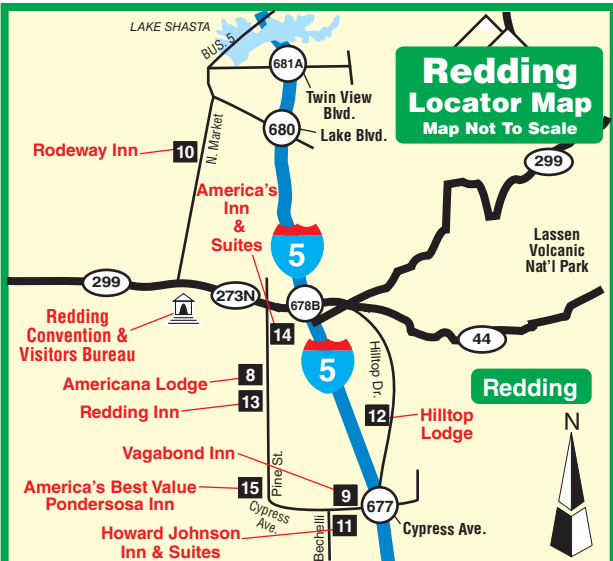 LAKE SHASTA
BUS. 5
681A
Twin View
Blvd.
Redding
Locator Map
Map Not To Scale
680
Lake Blvd.
N. Market
Rodeway Inn
10
299
America's
Inn
&
Suites
5
Lassen
Volcanic
Nat'l Park
299
273N
678B
Redding
Convention &
Visitors Bureau
14
44
5
Hilltop Dr.
8
Americana Lodge
Redding
13
Redding Inn
12
Hilltop
Lodge
N
Vagabond Inn
Pine St.
America's Best Value
Pondersosa Inn
15
9
677
Cypress
Ave.
Cypress Ave.
Howard Johnson
Inn & Suites
11
Bechelli